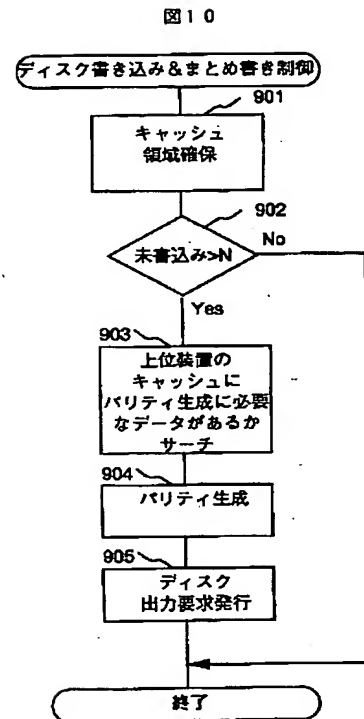 図10
ディスク書き込み&まとめ書き制御
901
キャッシュ
領域確保
902
未書込み>N
No
Yes
903
上位装置の
キャッシュに
パリティ生成に必要
なデータがあるか
サーチ
904
パリティ生成
905
ディスク
出力要求発行
終了